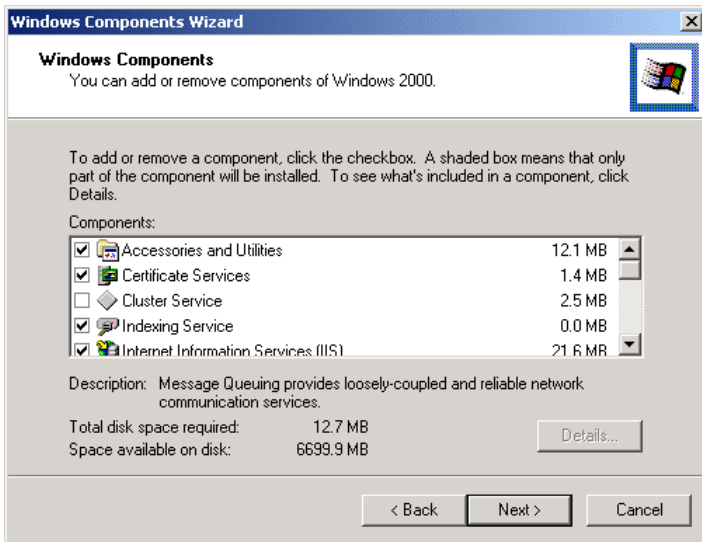 Windows Components Wizard
Windows Components
You can add or remove components of Windows 2000.
To add or remove a component, click the checkbox. A shaded box means that only
part of the component will be installed. To see what's included in a component, click
Details.
Components:
Accessories and Utilities 12.1 MB
Certificate Services 1.4 MB
Cluster Service 2.5 MB
Indexing Service 0.0 MB
Internet Information Services (IIS) 21.6 MB
Description: Message Queuing provides loosely-coupled and reliable network
communication services.
Total disk space required: 12.7 MB
Space available on disk: 6699.9 MB
Details...
< Back Next > Cancel